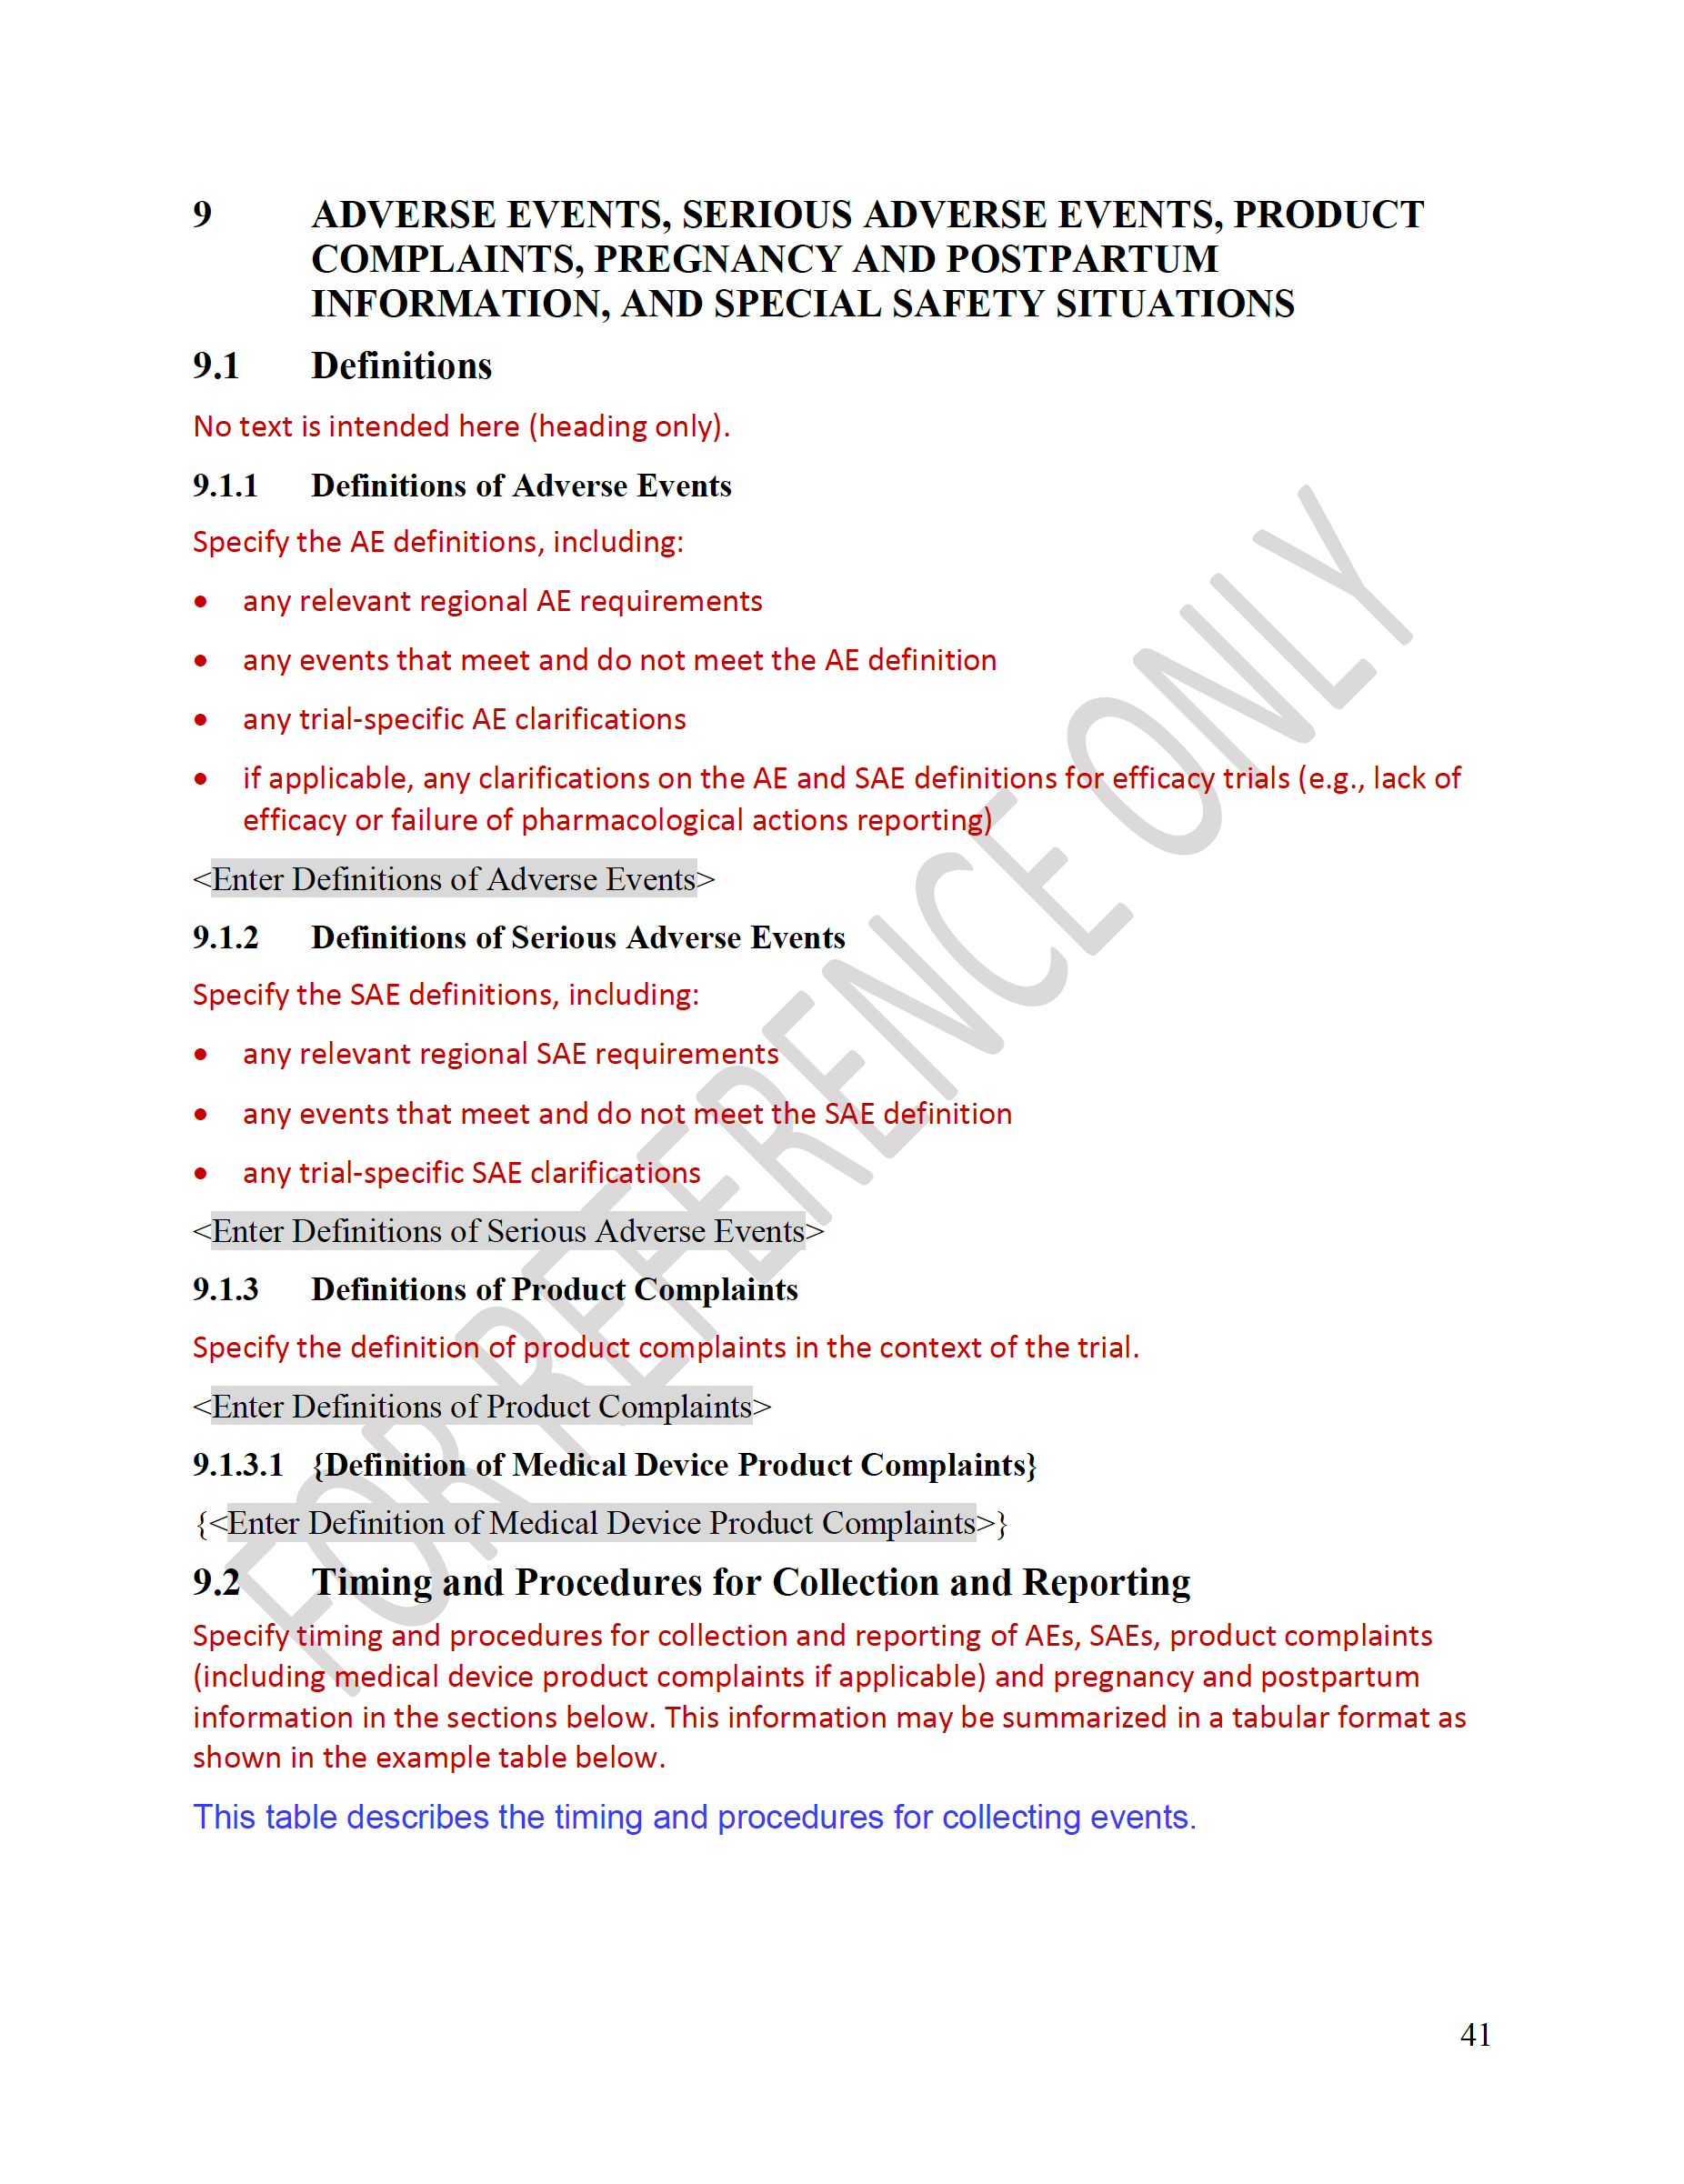 9 ADVERSE EVENTS, SERIOUS ADVERSE EVENTS, PRODUCT
COMPLAINTS, PREGNANCY AND POSTPARTUM
INFORMATION, AND SPECIAL SAFETY SITUATIONS
9.1 Definitions
No text is intended here (heading only).
9.1.1 Definitions of Adverse Events
Specify the AE definitions, including:
• any relevant regional AE requirements
• any events that meet and do not meet the AE definition
• any trial-specific AE clarifications
• if applicable, any clarifications on the AE and SAE definitions for efficacy trials (e.g., lack of
efficacy or failure of pharmacological actions reporting)
<Enter Definitions of Adverse Events>
9.1.2 Definitions of Serious Adverse Events
Specify the SAE definitions, including:
• any relevant regional SAE requirements
• any events that meet and do not meet the SAE definition
• any trial-specific SAE clarifications
<Enter Definitions of Serious Adverse Events>
9.1.3 Definitions of Product Complaints
Specify the definition of product complaints in the context of the trial.
<Enter Definitions of Product Complaints>
9.1.3.1 {Definition of Medical Device Product Complaints}
{<Enter Definition of Medical Device Product Complaints>}
9.2 Timing and Procedures for Collection and Reporting
Specify timing and procedures for collection and reporting of AEs, SAEs, product complaints
(including medical device product complaints if applicable) and pregnancy and postpartum
information in the sections below. This information may be summarized in a tabular format as
shown in the example table below.
This table describes the timing and procedures for collecting events.
41
FOR REFERENCE ONLY